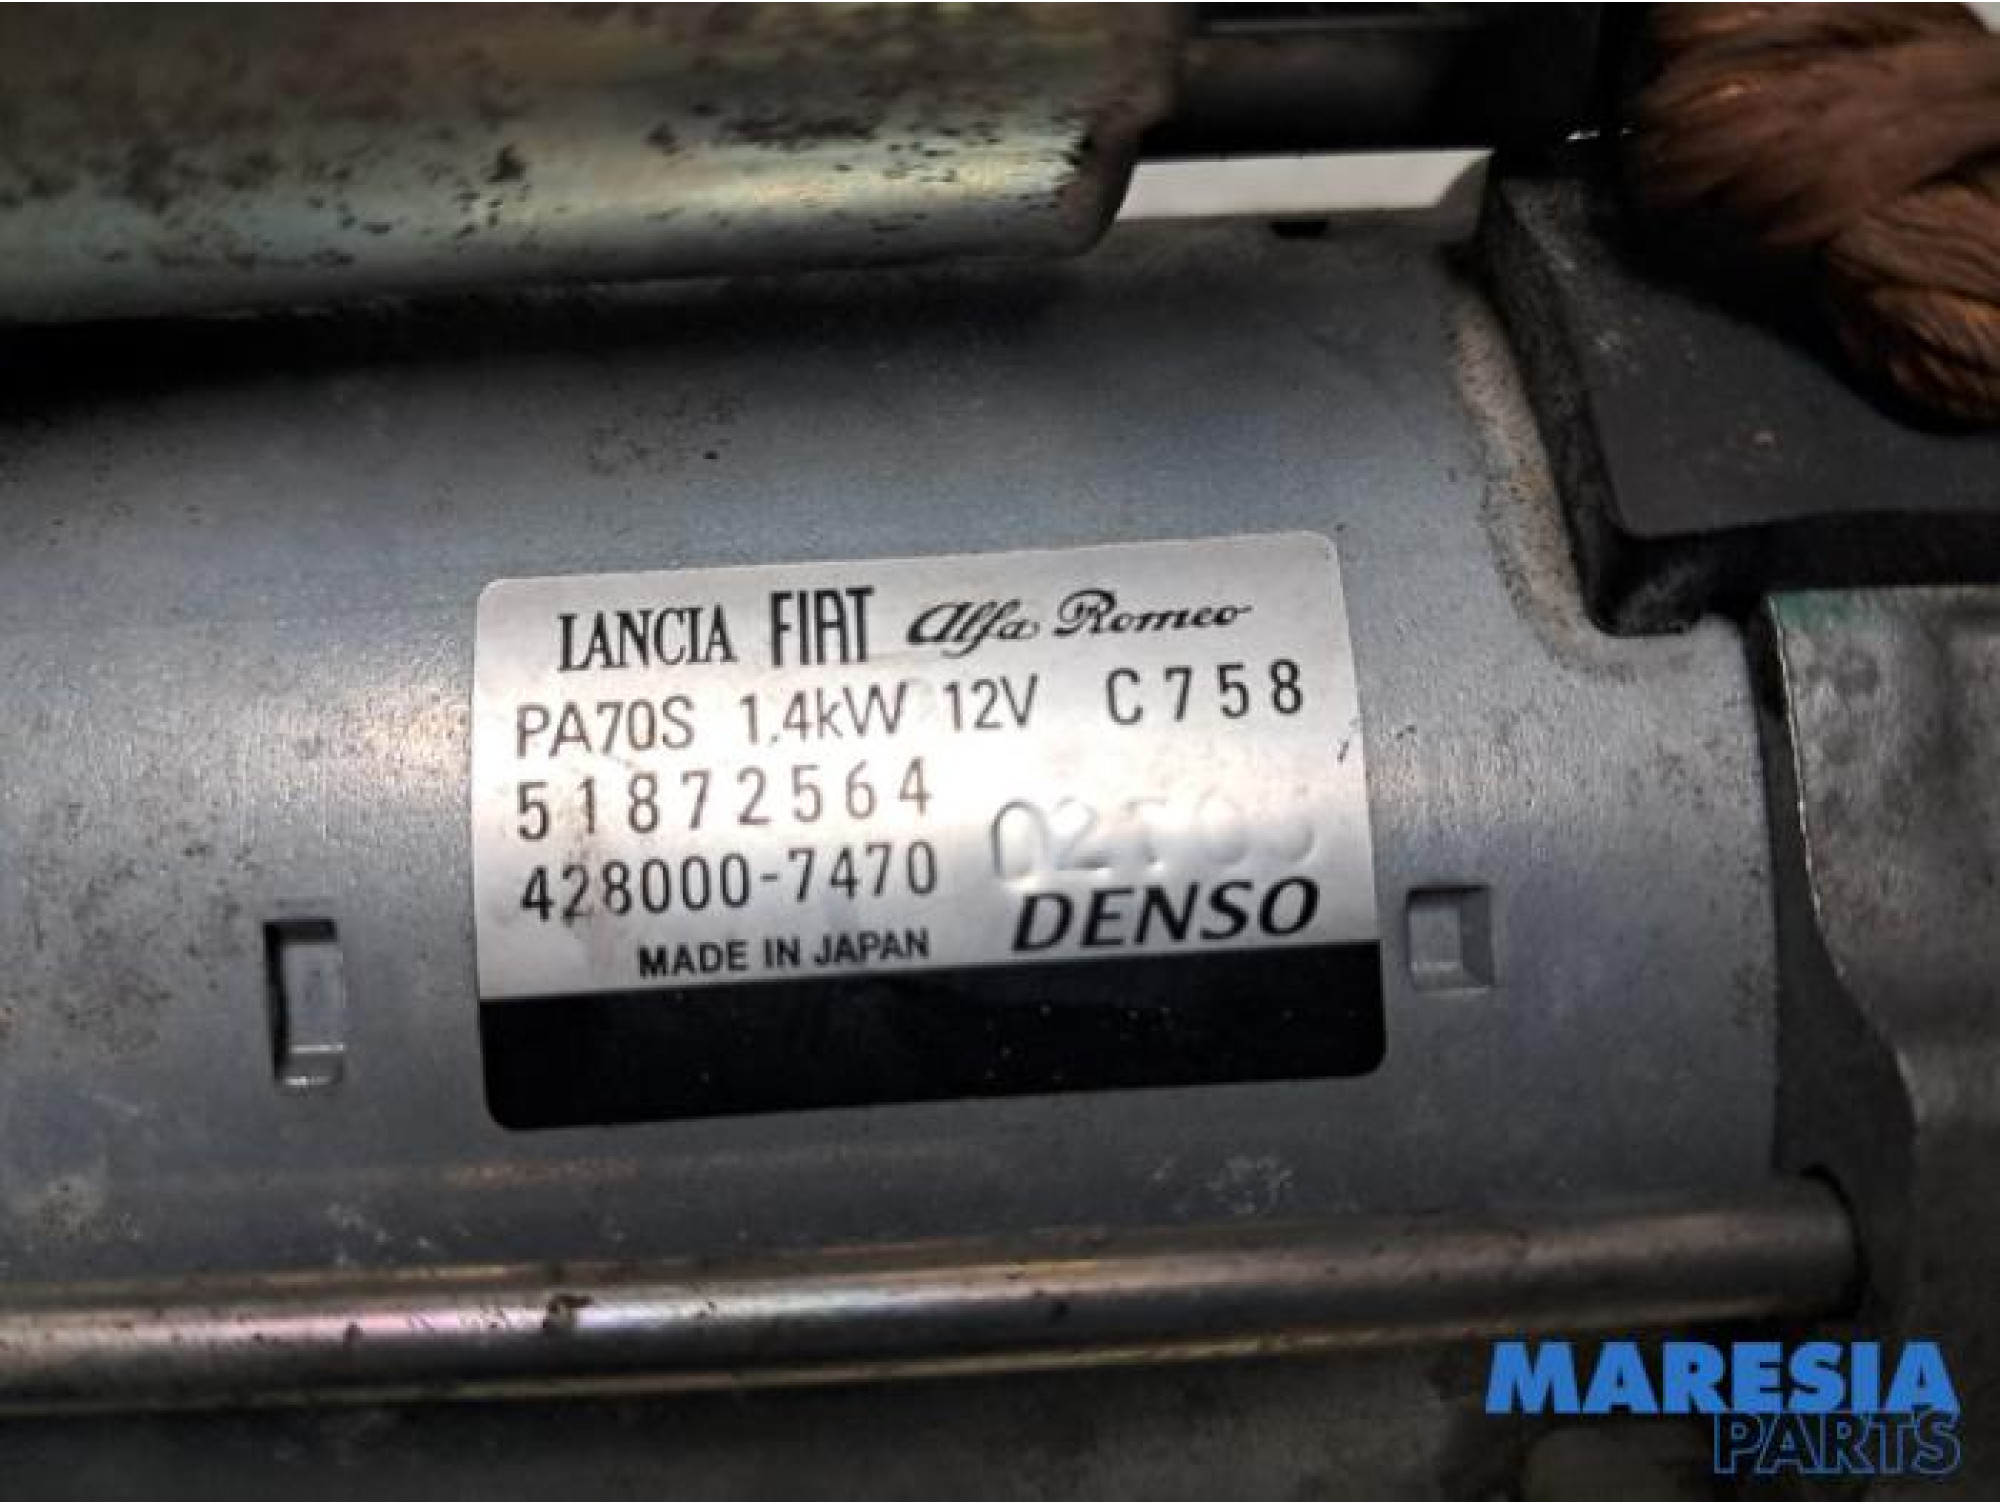 LANCIA FIAT Alfa Romeo
PA70S 1,4kW 12V C758
51872564
428000-7470
DENSO
MADE IN JAPAN
MARESIA
PARTS